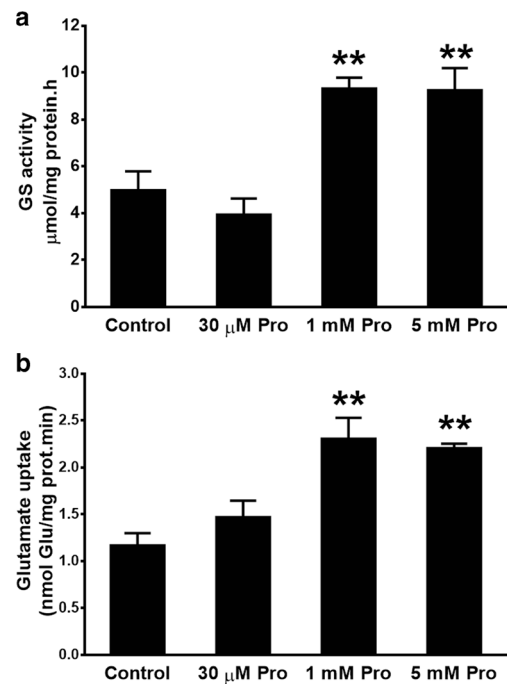 a
GS activity
μmol/mg protein.h
12
10
8
6
4
2
0
** **
Control 30 μM Pro 1 mM Pro 5 mM Pro
b
Glutamate uptake
(nmol Glu/mg prot.min)
3.0
2.5
2.0
1.5
1.0
0.5
0.0
** **
Control 30 μM Pro 1 mM Pro 5 mM Pro